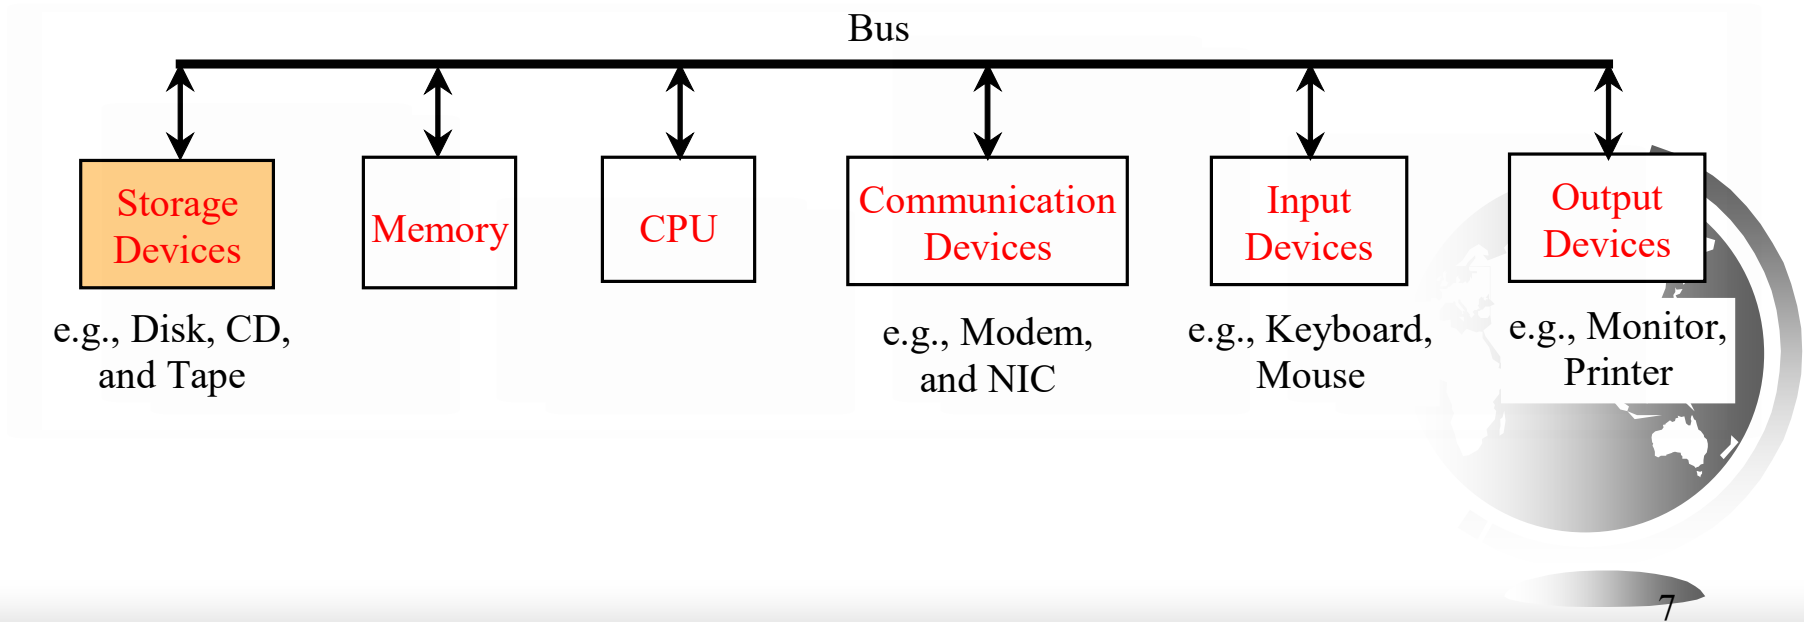 Bus
Storage
Devices
Memory
CPU
Communication
Devices
Input
Devices
Output
Devices
e.g., Disk, CD,
and Tape
e.g., Modem,
and NIC
e.g., Keyboard,
Mouse
e.g., Monitor,
Printer
7